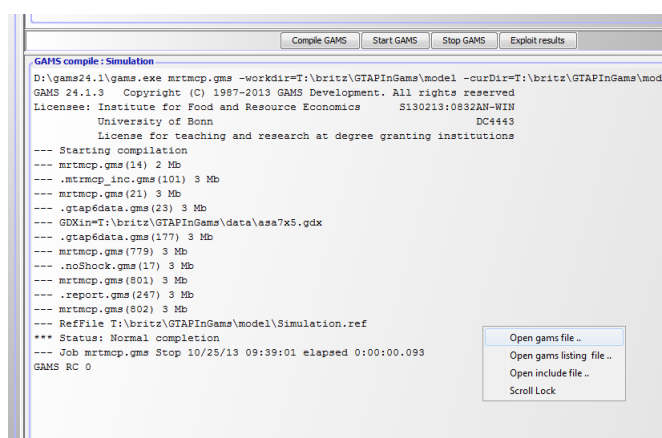 Compile GAMS Start GAMS Stop GAMS Exploit results
GAMS compile : Simulation
D:\gams24.1\gams.exe mrtmcp.gms -workdir=T:\britz\GTAPInGams\model -curDir=T:\britz\GTAPInGams\mod
GAMS 24.1.3 Copyright (C) 1987-2013 GAMS Development. All rights reserved
Licensee: Institute for Food and Resource Economics S130213:0832AN-WIN
University of Bonn DC4443
License for teaching and research at degree granting institutions
--- Starting compilation
--- mrtmcp.gms(14) 2 Mb
--- .mtrmcp_inc.gms(101) 3 Mb
--- mrtmcp.gms(21) 3 Mb
--- .gtap6data.gms(23) 3 Mb
--- GDXin=T:\britz\GTAPInGams\data\asa7x5.gdx
--- .gtap6data.gms(177) 3 Mb
--- mrtmcp.gms(779) 3 Mb
--- .noShock.gms(17) 3 Mb
--- mrtmcp.gms(801) 3 Mb
--- .report.gms(247) 3 Mb
--- mrtmcp.gms(802) 3 Mb
--- RefFile T:\britz\GTAPInGams\model\Simulation.ref
*** Status: Normal completion
--- Job mrtmcp.gms Stop 10/25/13 09:39:01 elapsed 0:00:00.093
GAMS RC 0
Open gams file ..
Open gams listing file ..
Open include file ..
Scroll Lock